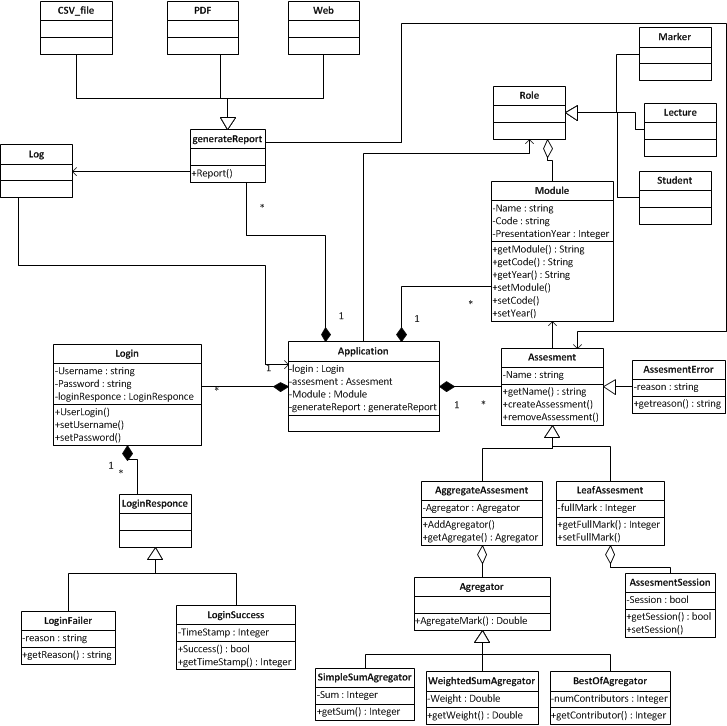 CSV_file
PDF
Web
Marker
Role
Lecture
generateReport
+Report()
Log
Student
*
Module
-Name : string
-Code : string
-PresentationYear : Integer
+getModule() : String
+getCode() : String
+getYear() : String
+setModule()
+setCode()
+setYear()
*
1
1
Application
-login : Login
-assesment : Assesment
-Module : Module
-generateReport : generateReport
1
Login
-Username : string
-Password : string
-loginResponce : LoginResponce
+UserLogin()
+setUsername()
+setPassword()
*
Assesment
-Name : string
+getName() : string
+createAssessment()
+removeAssessment()
1
*
AssesmentError
-reason : string
+getreason() : string
1
*
LoginResponce
AggregateAssesment
-Agregator : Agregator
+AddAgregator()
+getAgregate() : Agregator
LeafAssesment
-fullMark : Integer
+getFullMark() : Integer
+setFullMark()
Agregator
+AgregateMark() : Double
AssesmentSession
-Session : bool
+getSession() : bool
+setSession()
LoginFailer
-reason : string
+getReason() : string
LoginSuccess
-TimeStamp : Integer
+Success() : bool
+getTimeStamp() : Integer
SimpleSumAgregator
-Sum : Integer
+getSum() : Integer
WeightedSumAgregator
-Weight : Double
+getWeight() : Double
BestOfAgregator
-numContributors : Integer
+getContributor() : Integer